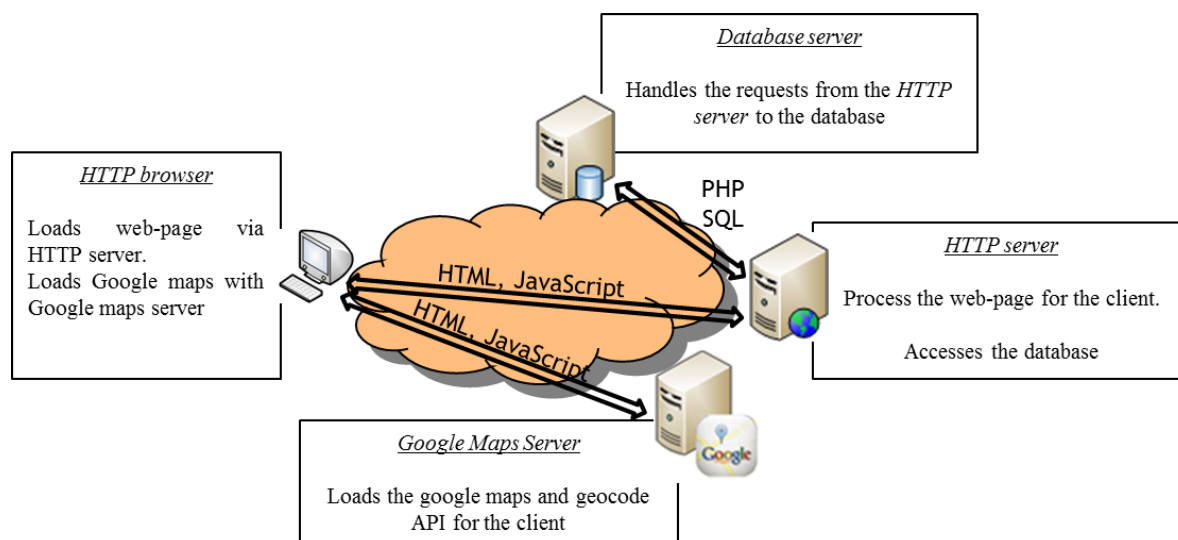 Database server
Handles the requests from the HTTP
server to the database
HTTP browser
Loads web-page via
HTTP server.
Loads Google maps with
Google maps server
PHP
SQL
HTTP server
Process the web-page for the client.
Accesses the database
HTML, JavaScript
HTML, JavaScript
Google Maps Server
Loads the google maps and geocode
API for the client
Google